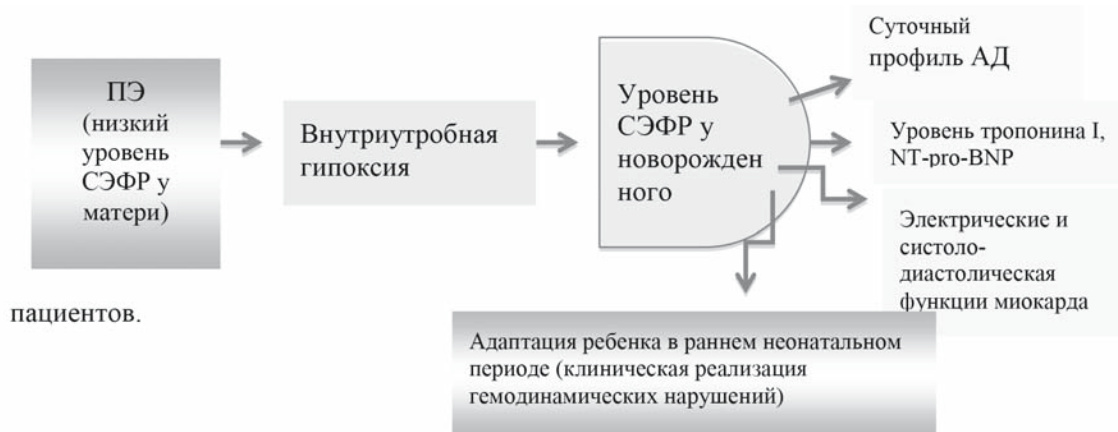 ПЭ
(низкий
уровень
СЭФР у
матери)
Внутриутробная
гипоксия
Уровень
СЭФР у
новорожден
ного
Суточный
профиль АД
Уровень тропонина I,
NT-pro-BNP
Электрические и
систоло-
диастолическая
функции миокарда
пациентов.
Адаптация ребенка в раннем неонатальном
периоде (клиническая реализация
гемодинамических нарушений)